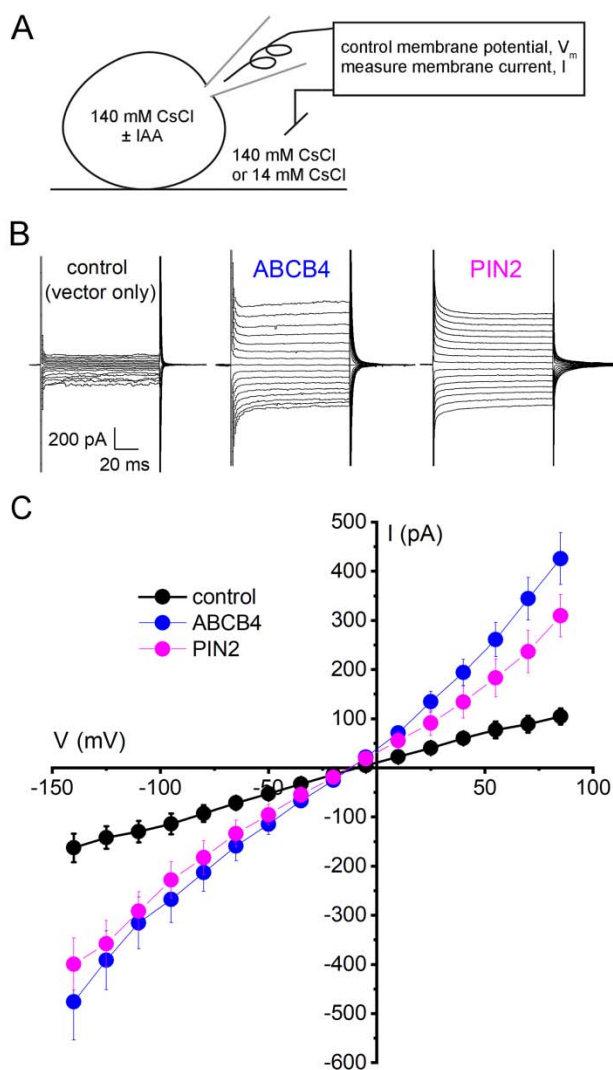 A
140 mM CsCl
± IAA
control membrane potential, Vm
measure membrane current, I
140 mM CsCl
or 14 mM CsCl
B
control
(vector only)
ABCB4
PIN2
200 pA
20 ms
C
I (pA)
500
400
300
200
100
-100
-200
-300
-400
-500
-600
control
ABCB4
PIN2
V (mV)
-150
-100
-50
50
100